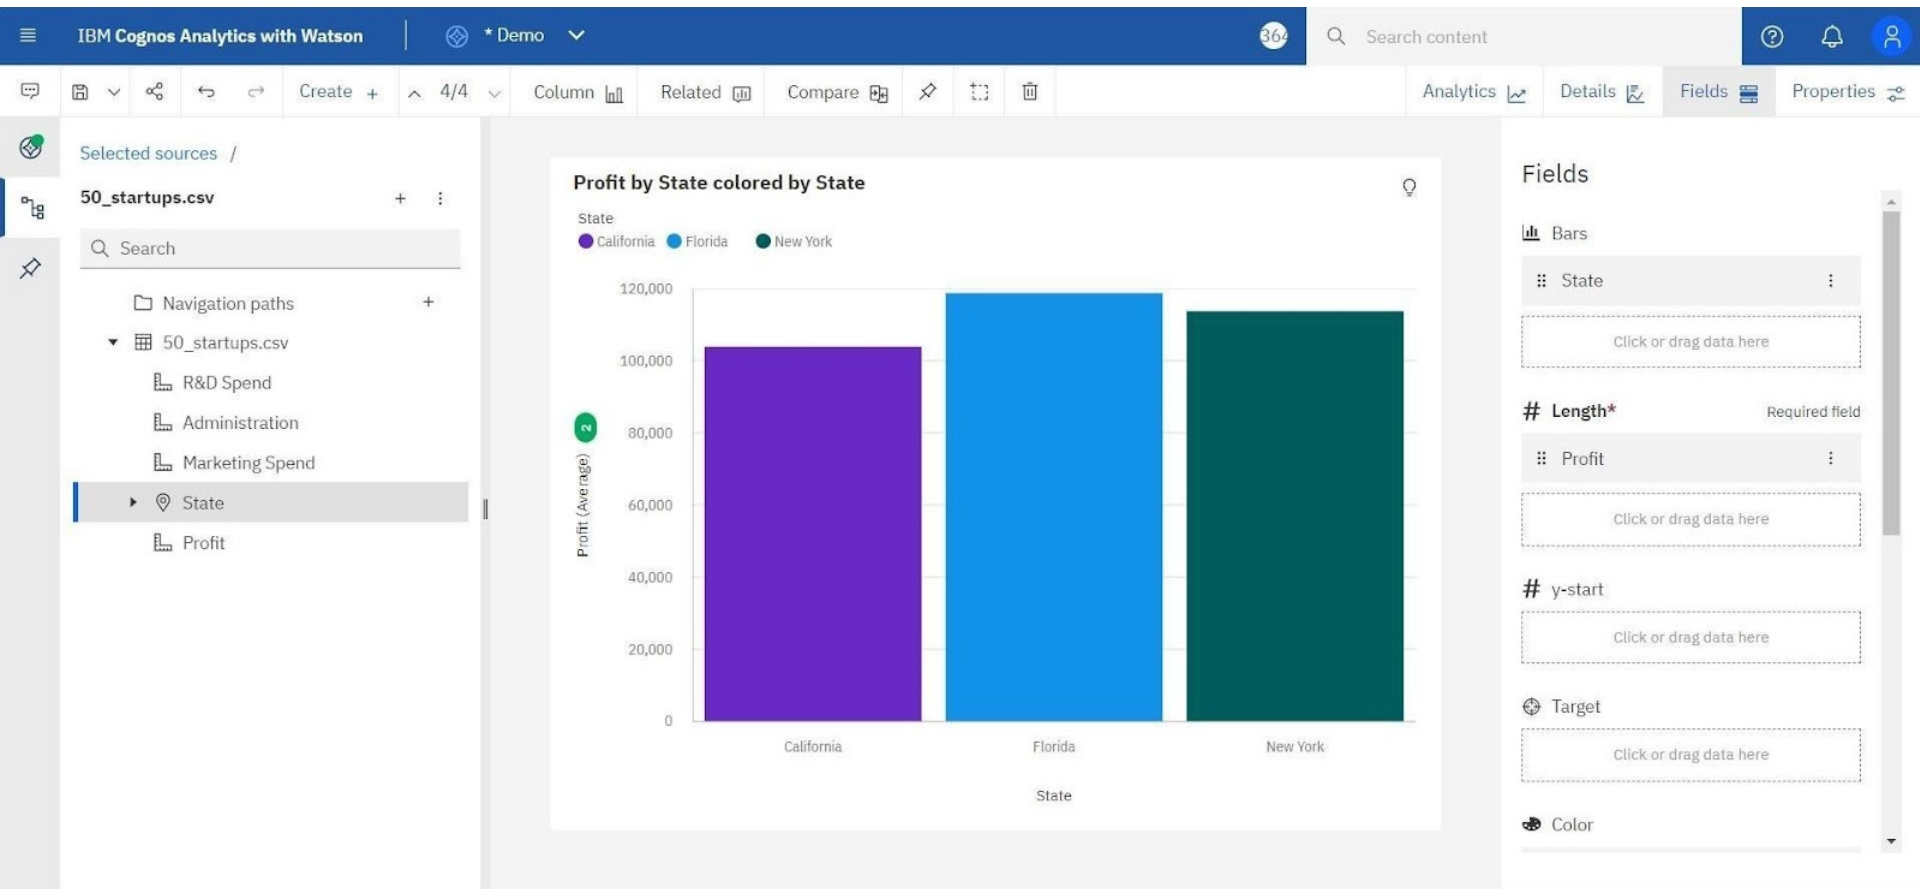 IBM Cognos Analytics with Watson
* Demo
364
Search content
Create +
4/4
Column
Related
Compare
Analytics
Details
Fields
Properties
Selected sources /
50_startups.csv
Search
Navigation paths
50_startups.csv
R&D Spend
Administration
Marketing Spend
State
Profit
Profit by State colored by State
State
California
Florida
New York
120,000
100,000
80,000
60,000
40,000
20,000
0
2
Profit (Average)
California
Florida
New York
State
Fields
Bars
State
Click or drag data here
# Length*
Required field
Profit
Click or drag data here
# y-start
Click or drag data here
Target
Click or drag data here
Color